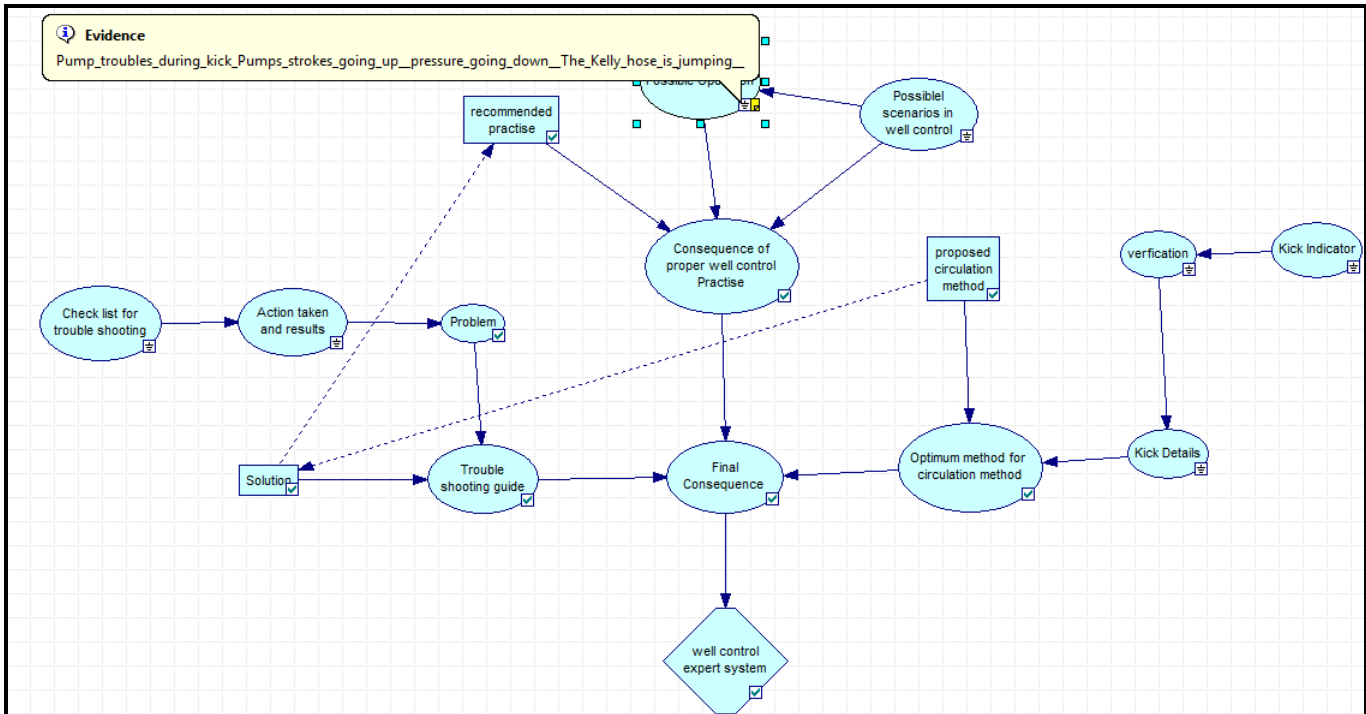 Evidence
Pump_troubles_during_kick_Pumps_strokes_going_up__pressure_going_down__The_Kelly_hose_is_jumping__
Possible
recommended
practise
Possiblel
scenarios in
well control
Consequence of
proper well control
Practise
proposed
circulation
method
verfication
Kick Indicator
Check list for
trouble shooting
Action taken
and results
Problem
Solution
Trouble
shooting guide
Final
Consequence
Optimum method for
circulation method
Kick Details
well control
expert system